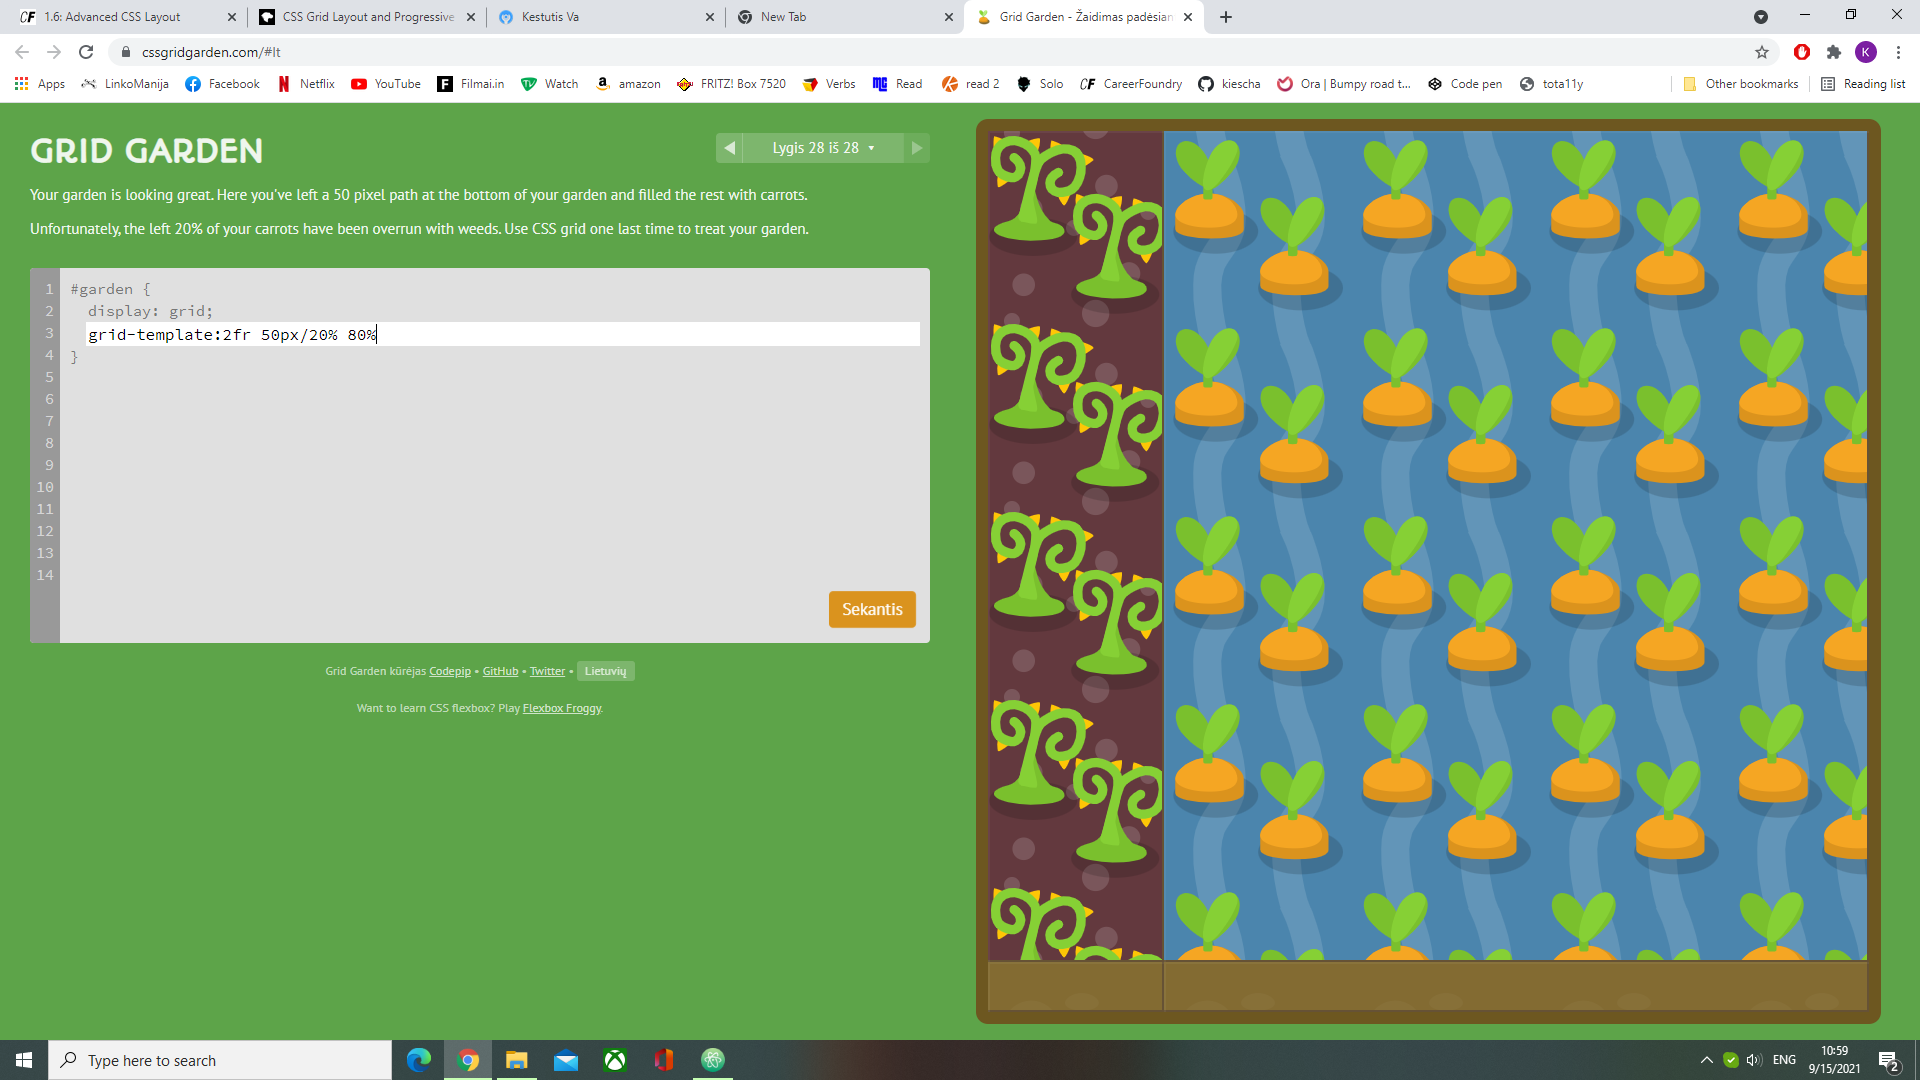 1.6: Advanced CSS Layout
CSS Grid Layout and Progressive
Kestutis Va
New Tab
Grid Garden - Žaidimas padėsian
cssgridgarden.com/#lt
K
Apps
LinkoManija
Facebook
Netflix
YouTube
Filmai.in
Watch
amazon
FRITZ! Box 7520
Verbs
Read
read 2
Solo
CareerFoundry
kiescha
Ora | Bumpy road t...
Code pen
tota11y
Other bookmarks
Reading list
GRID GARDEN
Lygis 28 iš 28
Your garden is looking great. Here you've left a 50 pixel path at the bottom of your garden and filled the rest with carrots.
Unfortunately, the left 20% of your carrots have been overrun with weeds. Use CSS grid one last time to treat your garden.
1 #garden {
2 display: grid;
3 grid-template:2fr 50px/20% 80%
4 }
5
6
7
8
9
10
11
12
13
14
Sekantis
Grid Garden kūrėjas Codepip • GitHub • Twitter • Lietuvių
Want to learn CSS flexbox? Play Flexbox Froggy.
Type here to search
ENG
10:59
9/15/2021
2